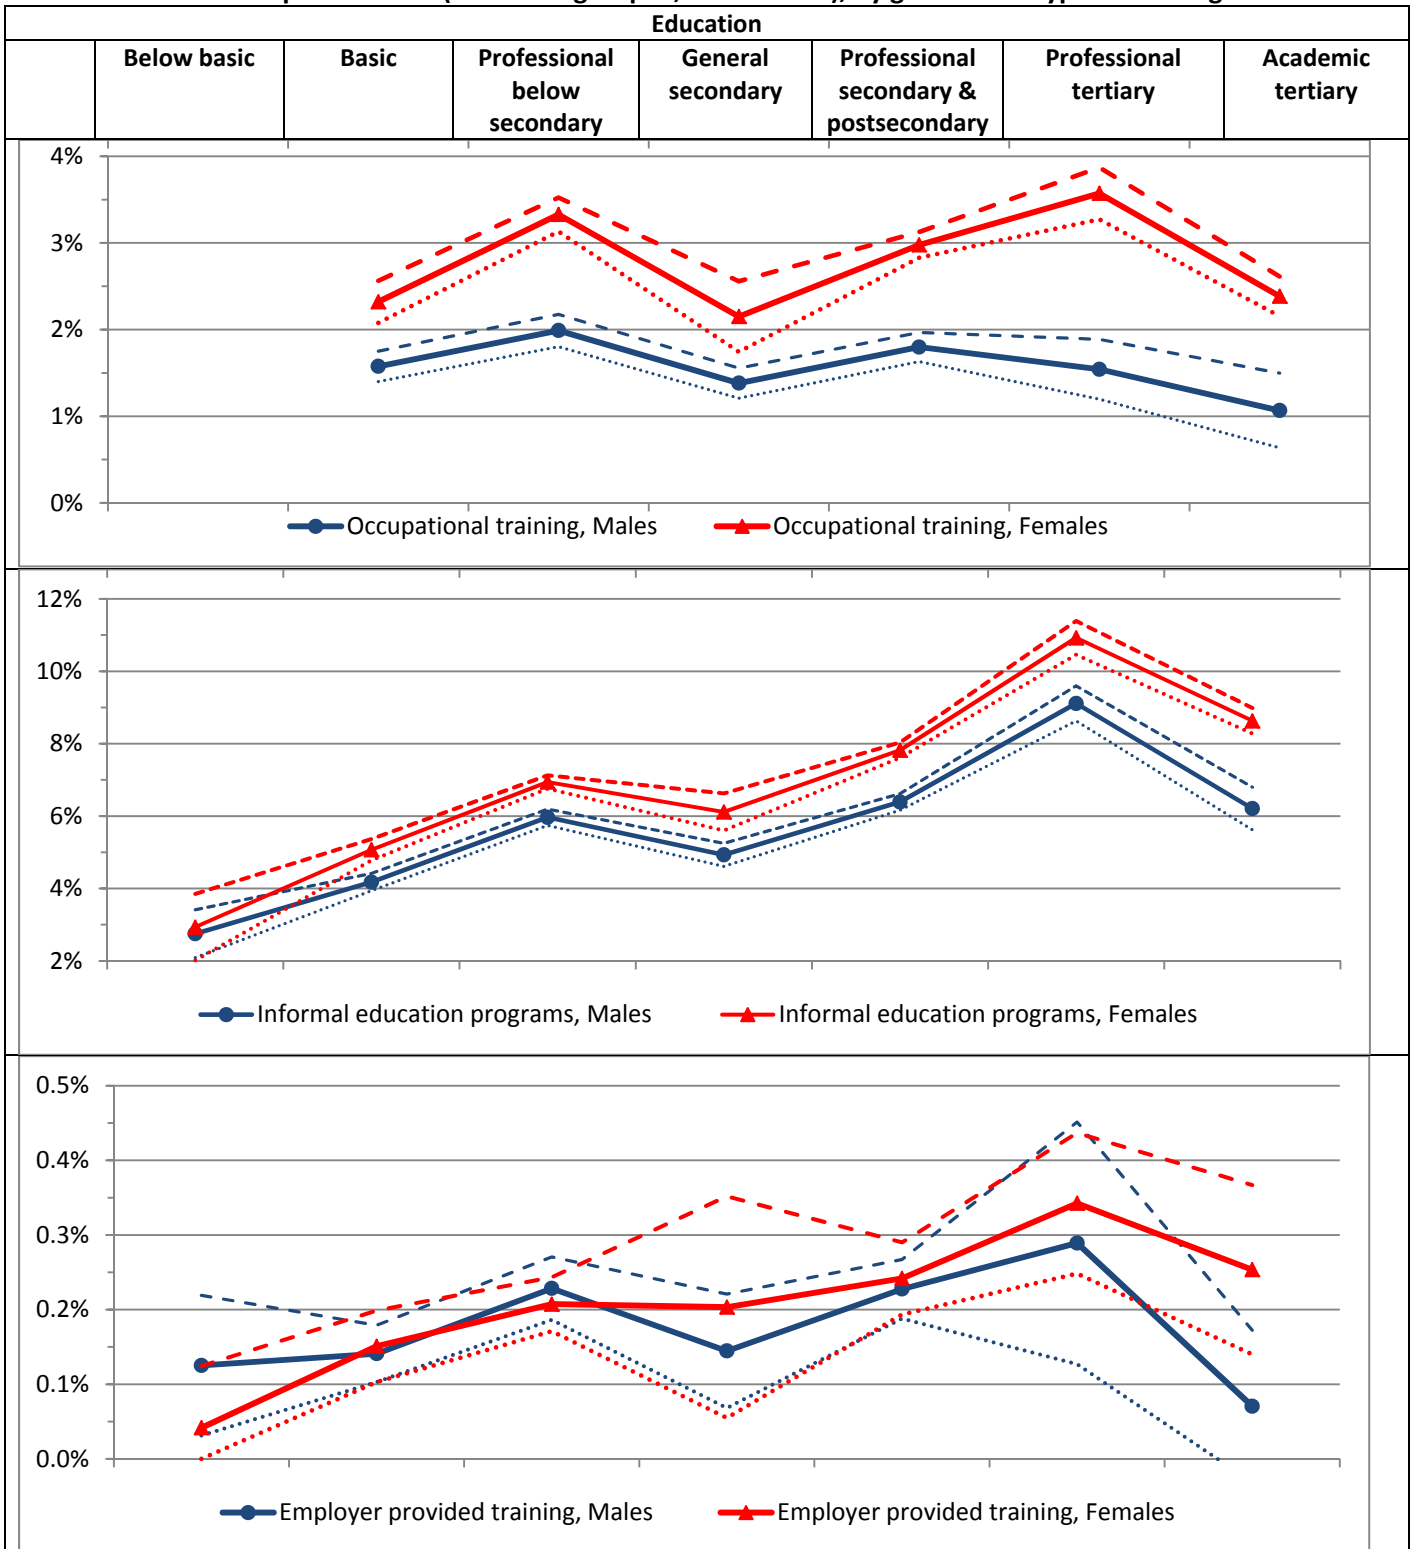 Education
Below basic
Basic
Professional
below
secondary
General
secondary
Professional
secondary &
postsecondary
Professional
tertiary
Academic
tertiary
4%
3%
2%
1%
0%
Occupational training, Males
Occupational training, Females
12%
10%
8%
6%
4%
2%
Informal education programs, Males
Informal education programs, Females
0.5%
0.4%
0.3%
0.2%
0.1%
0.0%
Employer provided training, Males
Employer provided training, Females